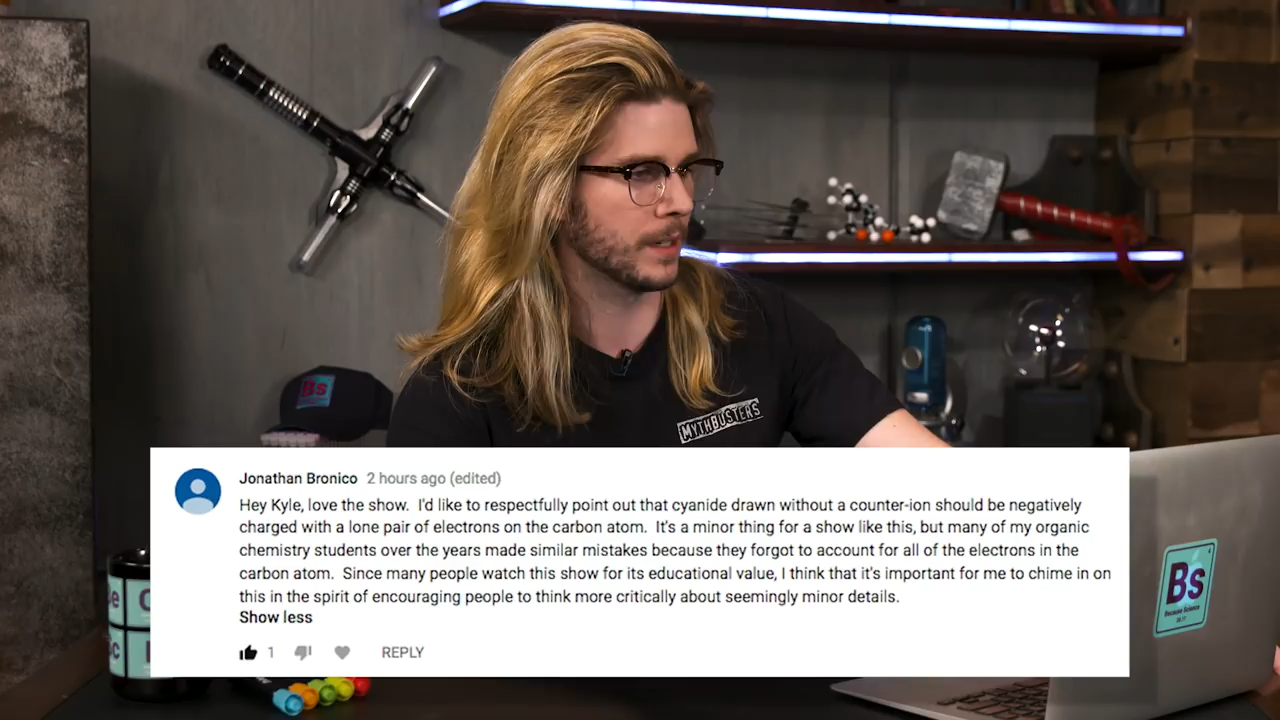 Bs
MYTHBUSTERS
Jonathan Bronico 2 hours ago (edited)
Hey Kyle, love the show. I'd like to respectfully point out that cyanide drawn without a counter-ion should be negatively
charged with a lone pair of electrons on the carbon atom. It's a minor thing for a show like this, but many of my organic
chemistry students over the years made similar mistakes because they forgot to account for all of the electrons in the
carbon atom. Since many people watch this show for its educational value, I think that it's important for me to chime in on
this in the spirit of encouraging people to think more critically about seemingly minor details.
Show less
1 REPLY
Bs
Because Science